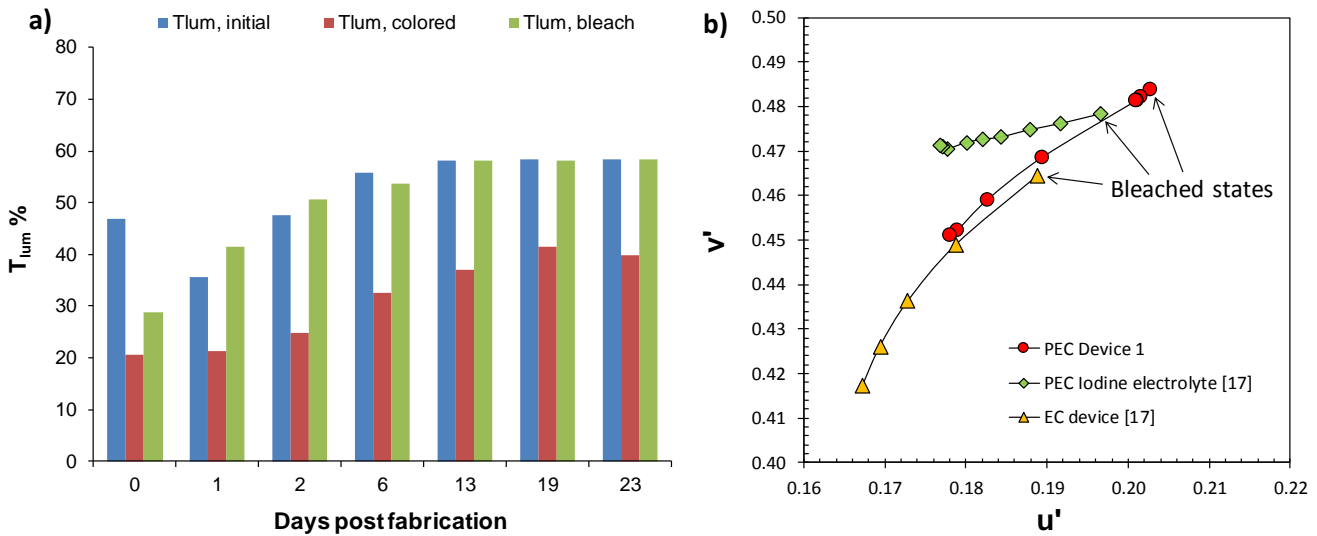 a)
Tlum, initial
Tlum, colored
Tlum, bleach
80
70
60
50
40
30
20
10
0
Tlum %
0 1 2 6 13 19 23
Days post fabrication
b)
0.50
0.49
0.48
0.47
0.46
0.45
0.44
0.43
0.42
0.41
0.40
v'
Bleached states
PEC Device 1
PEC Iodine electrolyte [17]
EC device [17]
0.16 0.17 0.18 0.19 0.20 0.21 0.22
u'